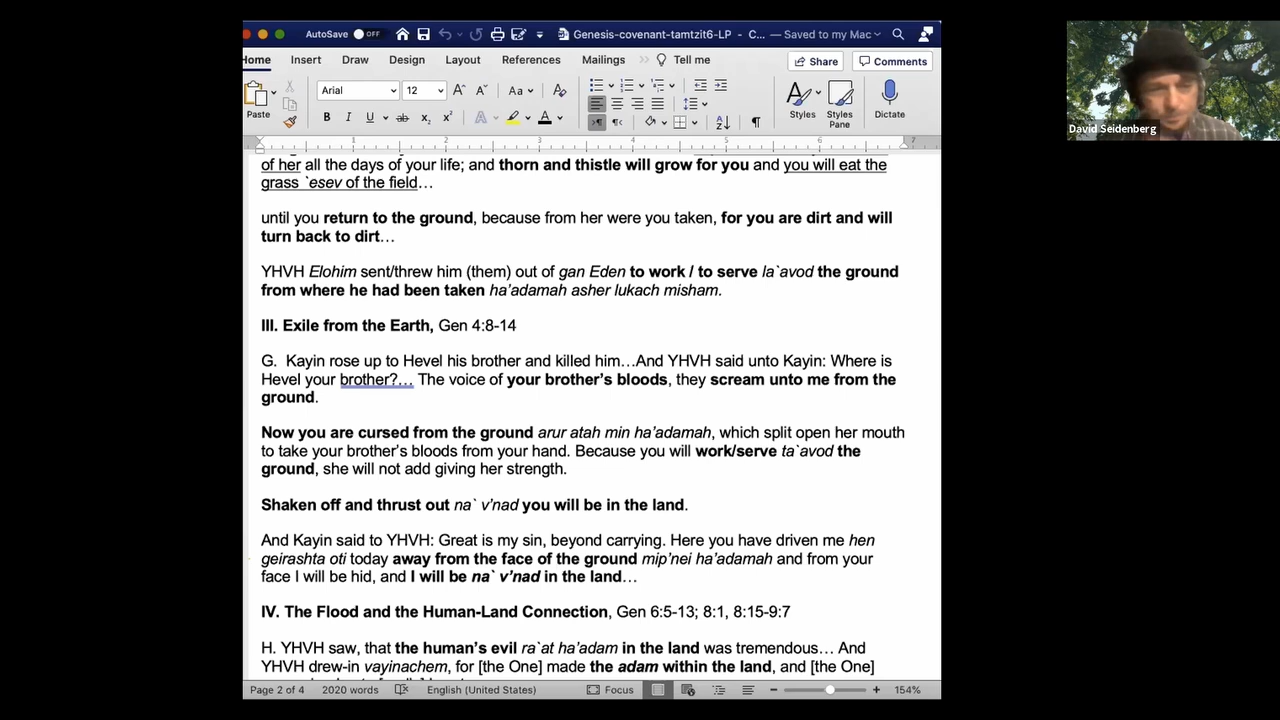 AutoSave OFF Genesis-covenant-tamtzit6-LP - C... — Saved to my Mac
Home Insert Draw Design Layout References Mailings Tell me Share Comments
Paste Arial 12 Styles Styles Pane Dictate
1 2 3 4 5 6 7
of her all the days of your life; and thorn and thistle will grow for you and you will eat the
grass `esev of the field…
until you return to the ground, because from her were you taken, for you are dirt and will
turn back to dirt…
YHVH Elohim sent/threw him (them) out of gan Eden to work / to serve la`avod the ground
from where he had been taken ha’adamah asher lukach misham.
III. Exile from the Earth, Gen 4:8-14
G. Kayin rose up to Hevel his brother and killed him…And YHVH said unto Kayin: Where is
Hevel your brother?… The voice of your brother’s bloods, they scream unto me from the
ground.
Now you are cursed from the ground arur atah min ha’adamah, which split open her mouth
to take your brother’s bloods from your hand. Because you will work/serve ta`avod the
ground, she will not add giving her strength.
Shaken off and thrust out na` v’nad you will be in the land.
And Kayin said to YHVH: Great is my sin, beyond carrying. Here you have driven me hen
geirashta oti today away from the face of the ground mip’nei ha’adamah and from your
face I will be hid, and I will be na` v’nad in the land…
IV. The Flood and the Human-Land Connection, Gen 6:5-13; 8:1, 8:15-9:7
H. YHVH saw, that the human’s evil ra`at ha’adam in the land was tremendous… And
YHVH drew-in vayinachem, for [the One] made the adam within the land, and [the One]
Page 2 of 4 2020 words English (United States) Focus 154%
David Seidenberg